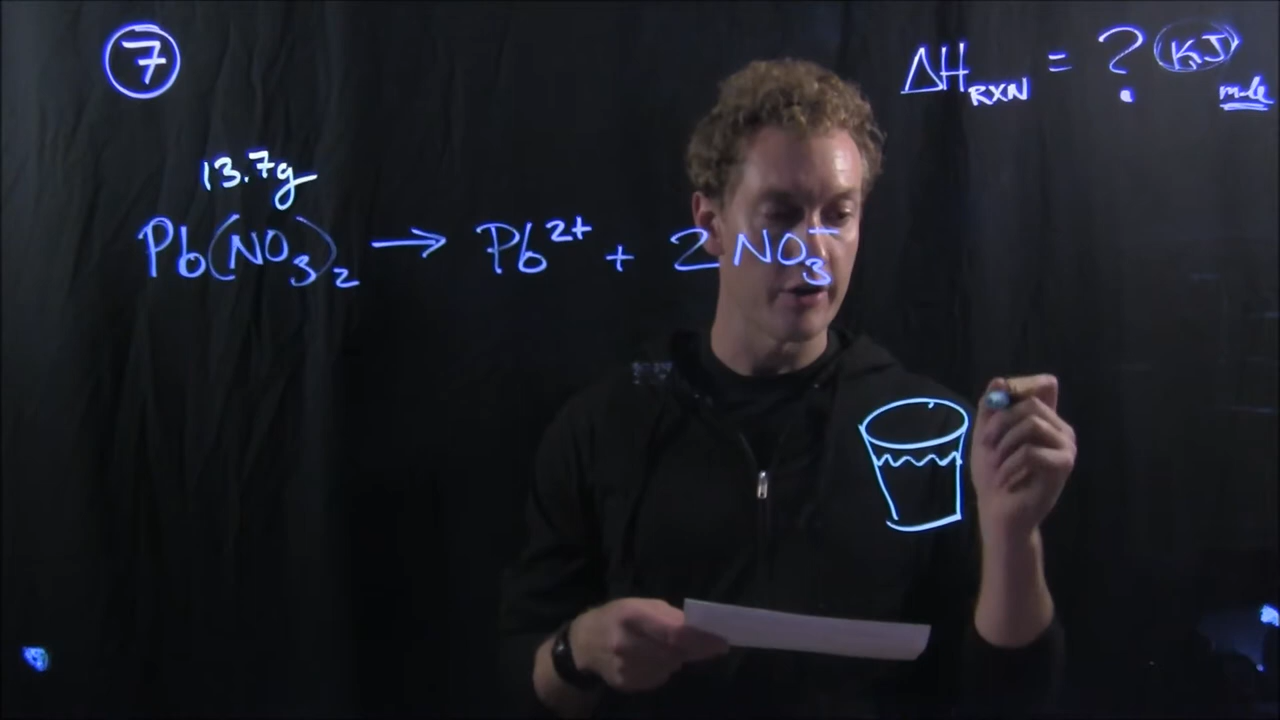 7
ΔH_RXN = ? KJ mole
13.7g
Pb(NO₃)₂ → Pb²⁺ + 2 NO₃⁻